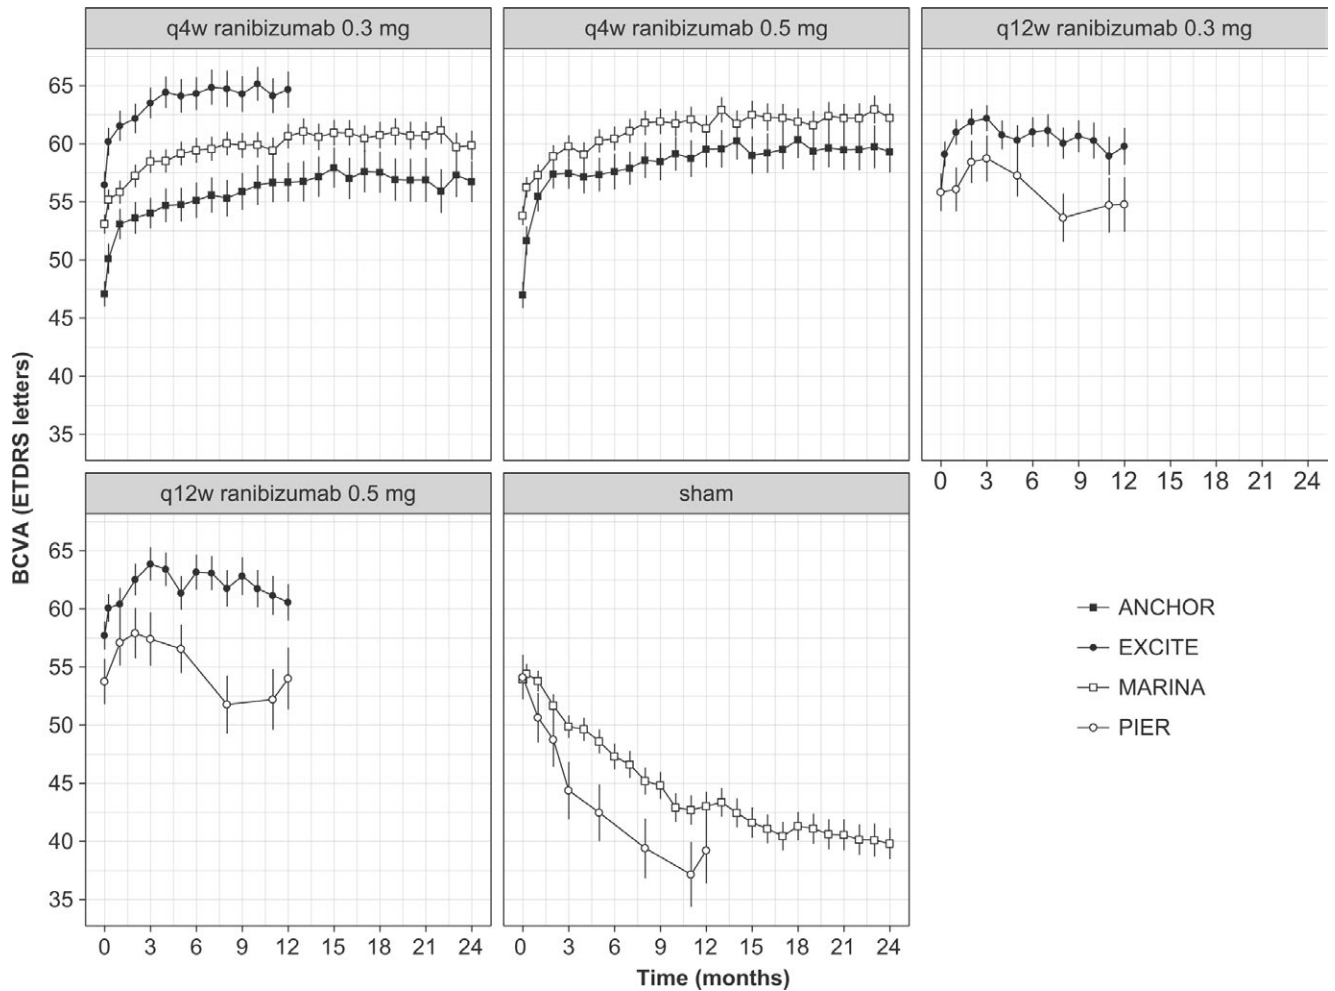 q4w ranibizumab 0.3 mg
q4w ranibizumab 0.5 mg
q12w ranibizumab 0.3 mg
65
60
55
50
45
40
35
0 3 6 9 12 15 18 21 24
q12w ranibizumab 0.5 mg
sham
BCVA (ETDRS letters)
65
60
55
50
45
40
35
ANCHOR
EXCITE
MARINA
PIER
0 3 6 9 12 15 18 21 24
0 3 6 9 12 15 18 21 24
Time (months)